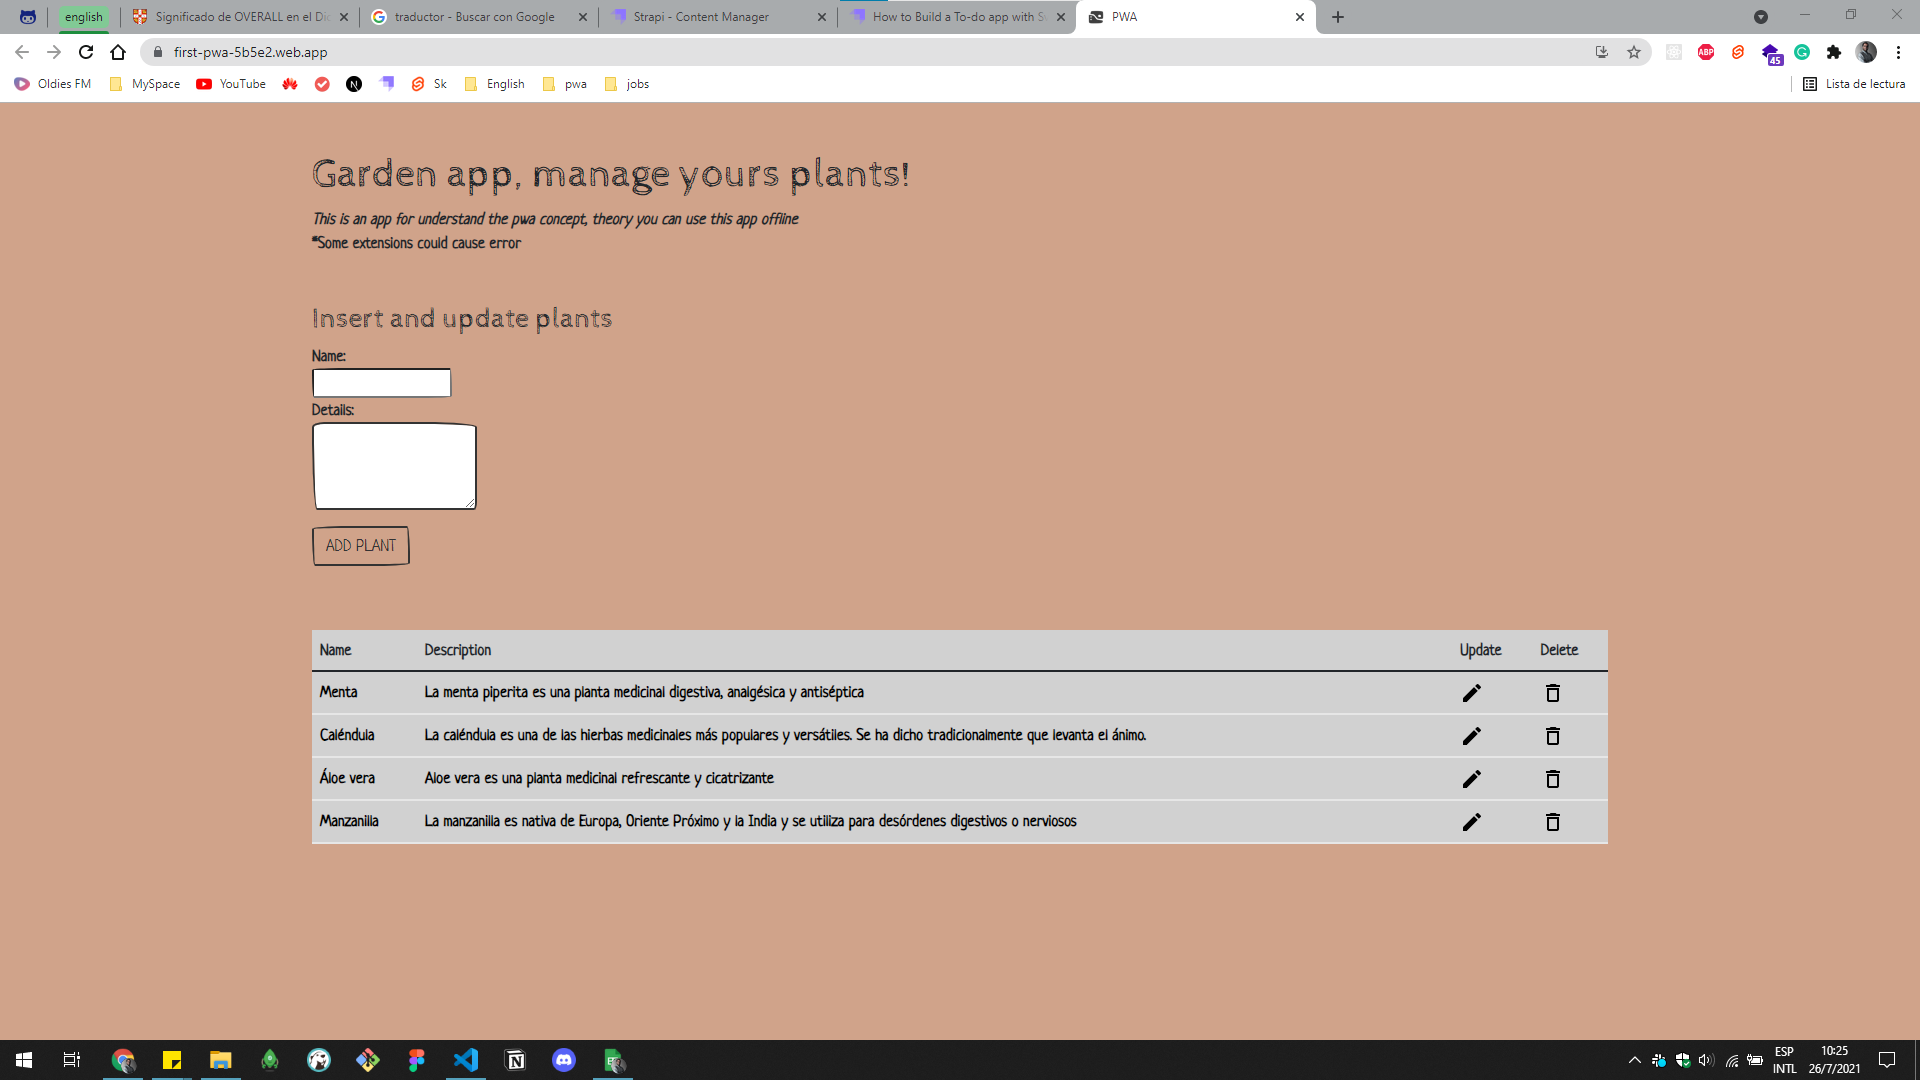 english
Significado de OVERALL en el Dic
traductor - Buscar con Google
Strapi - Content Manager
How to Build a To-do app with S
PWA
first-pwa-5b5e2.web.app
ABP
45
Oldies FM
MySpace
YouTube
Sk
English
pwa
jobs
Lista de lectura
Garden app, manage yours plants!
This is an app for understand the pwa concept, theory you can use this app offline
*Some extensions could cause error
Insert and update plants
Name:
Details:
ADD PLANT
Name Description Update Delete
Menta La menta piperita es una planta medicinal digestiva, analgésica y antiséptica
Caléndula La caléndula es una de las hierbas medicinales más populares y versátiles. Se ha dicho tradicionalmente que levanta el ánimo.
Áloe vera Aloe vera es una planta medicinal refrescante y cicatrizante
Manzanilla La manzanilla es nativa de Europa, Oriente Próximo y la India y se utiliza para desórdenes digestivos o nerviosos
ESP 10:25
INTL 26/7/2021